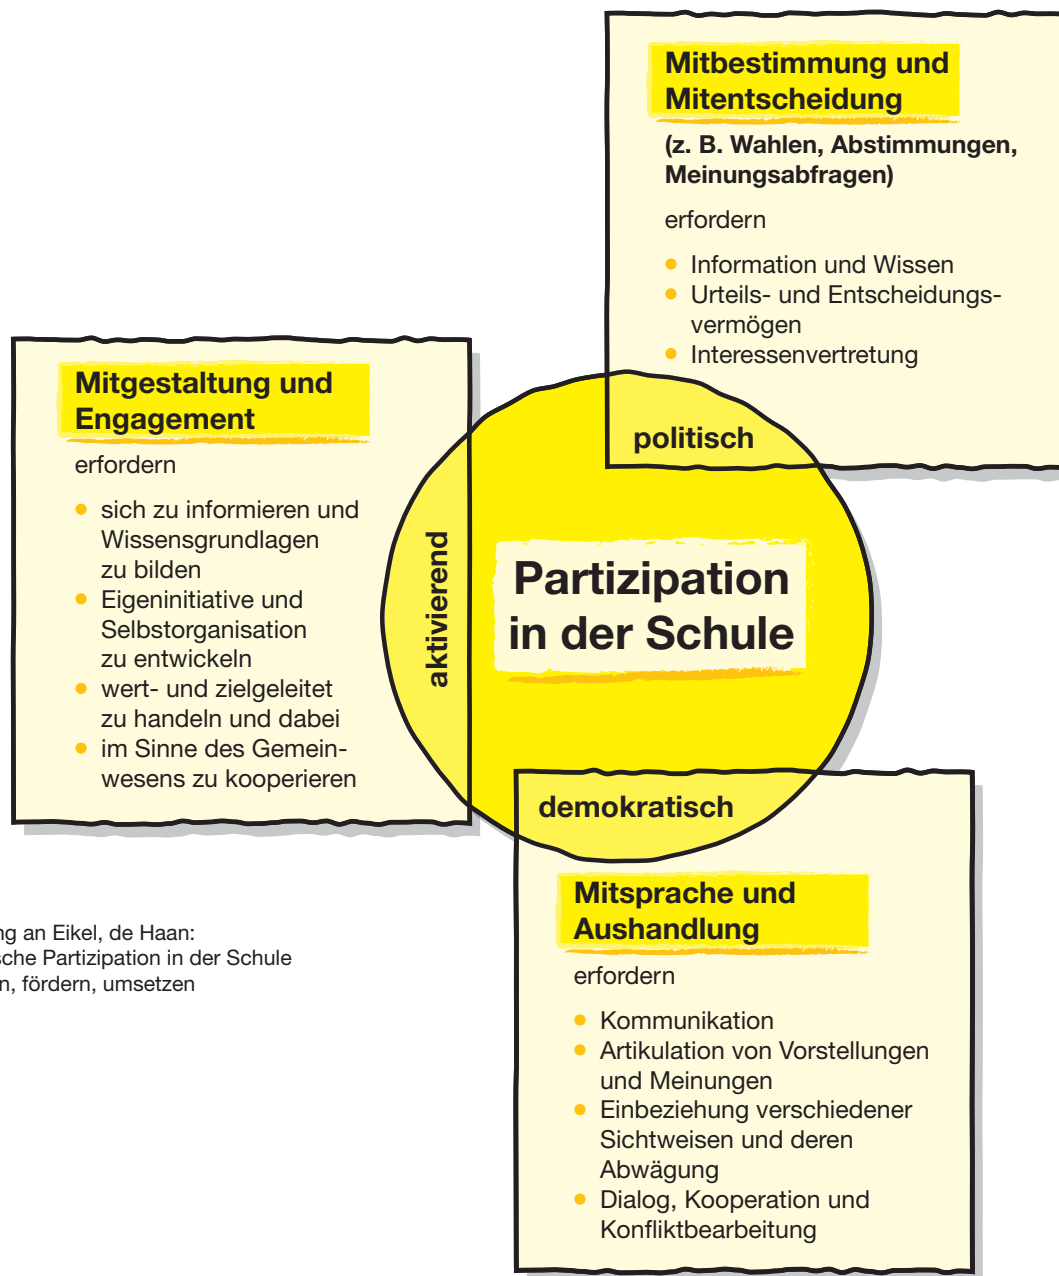 Mitbestimmung und
Mitentscheidung
(z. B. Wahlen, Abstimmungen,
Meinungsabfragen)
erfordern
• Information und Wissen
• Urteils- und Entscheidungs-
vermögen
• Interessenvertretung
politisch
Mitgestaltung und
Engagement
erfordern
• sich zu informieren und
Wissensgrundlagen
zu bilden
• Eigeninitiative und
Selbstorganisation
zu entwickeln
• wert- und zielgeleitet
zu handeln und dabei
• im Sinne des Gemein-
wesens zu kooperieren
aktivierend
Partizipation
in der Schule
demokratisch
Mitsprache und
Aushandlung
erfordern
• Kommunikation
• Artikulation von Vorstellungen
und Meinungen
• Einbeziehung verschiedener
Sichtweisen und deren
Abwägung
• Dialog, Kooperation und
Konfliktbearbeitung
an Eikel, de Haan:
Partizipation in der Schule
fördern, umsetzen